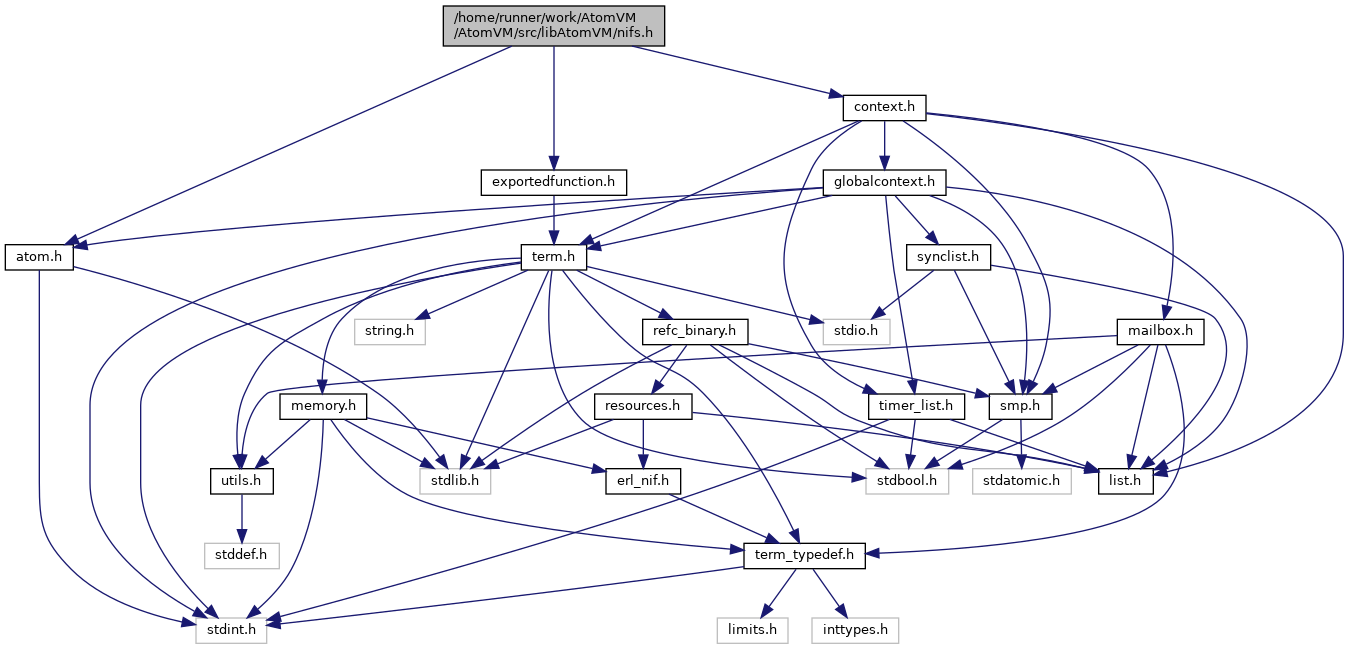 /home/runner/work/AtomVM
/AtomVM/src/libAtomVM/nifs.h
context.h
exportedfunction.h
globalcontext.h
atom.h
term.h
synclist.h
string.h
refc_binary.h
stdio.h
mailbox.h
memory.h
resources.h
timer_list.h
smp.h
utils.h
stdlib.h
erl_nif.h
stdbool.h
stdatomic.h
list.h
stddef.h
term_typedef.h
stdint.h
limits.h
inttypes.h